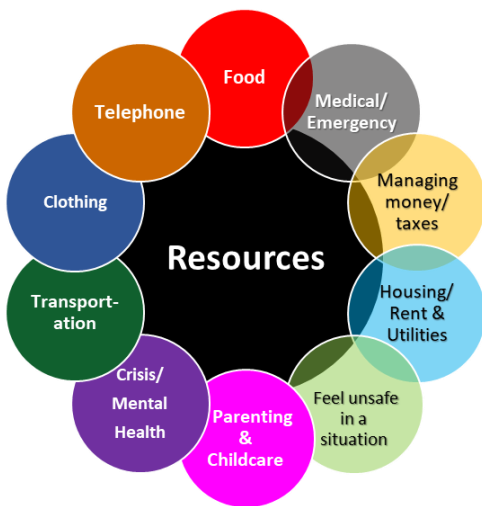 Food
Medical/
Emergency
Managing
money/
taxes
Housing/
Rent &
Utilities
Feel unsafe
in a
situation
Parenting
&
Childcare
Crisis/
Mental
Health
Transport-
ation
Clothing
Telephone
Resources